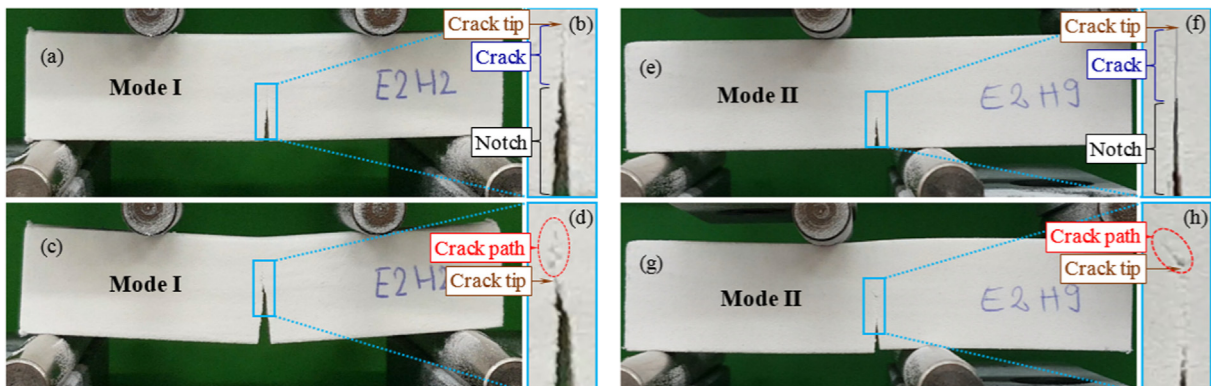 (a)
Mode I
E2H2
Crack tip
(b)
Crack
Notch
(c)
Mode I
E2H2
(d)
Crack path
Crack tip
(e)
Mode II
E2H9
Crack tip
(f)
Crack
Notch
(g)
Mode II
E2H9
(h)
Crack path
Crack tip